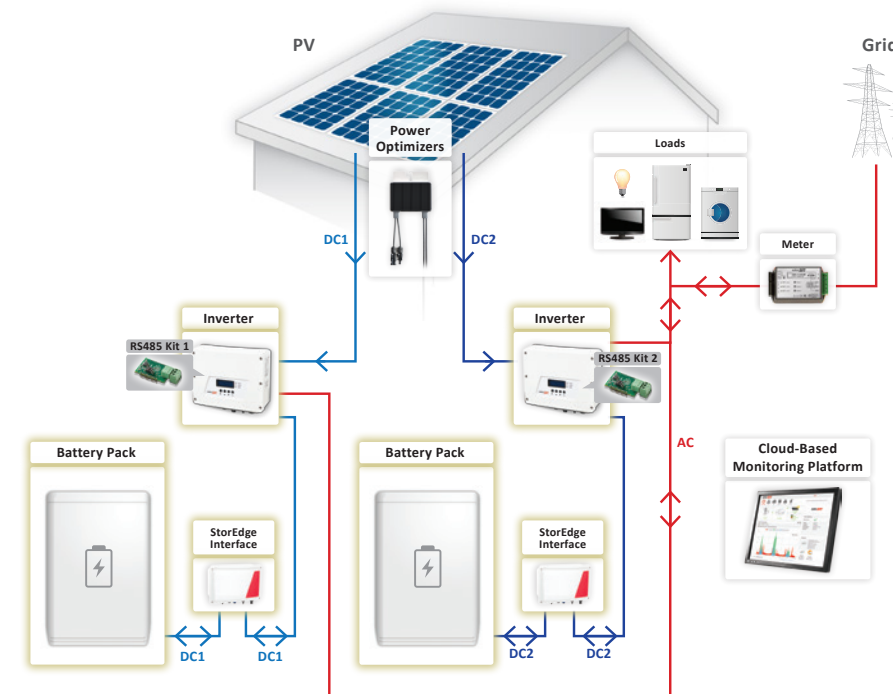 PV
Grid
Power
Optimizers
Loads
DC1
DC2
Meter
Inverter
Inverter
RS485 Kit 1
RS485 Kit 2
Battery Pack
Battery Pack
AC
Cloud-Based
Monitoring Platform
StorEdge
Interface
StorEdge
Interface
DC1
DC1
DC2
DC2